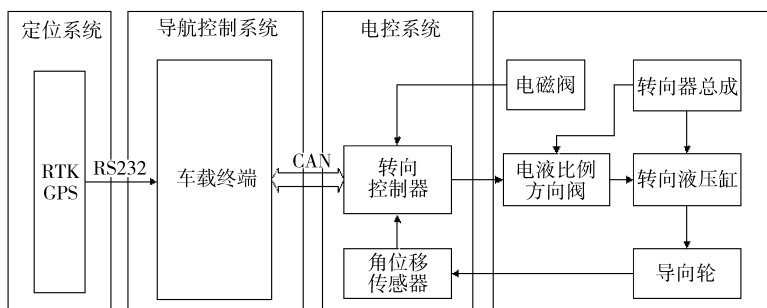 定位系统
导航控制系统
电控系统
电磁阀
转向器总成
RTK
GPS
RS232
车载终端
CAN
转向
控制器
电液比例
方向阀
转向液压缸
角位移
传感器
导向轮